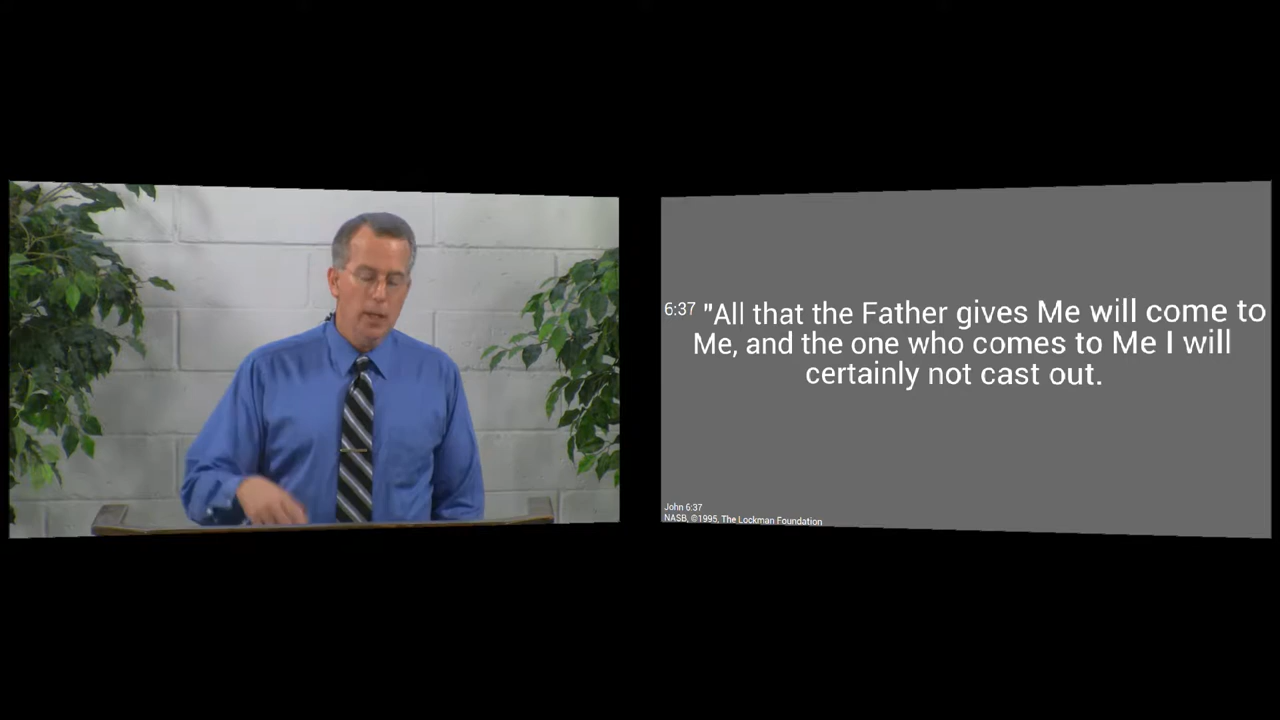 6:37 "All that the Father gives Me will come to
Me, and the one who comes to Me I will
certainly not cast out.
John 6:37
NASB, ©1995, The Lockman Foundation